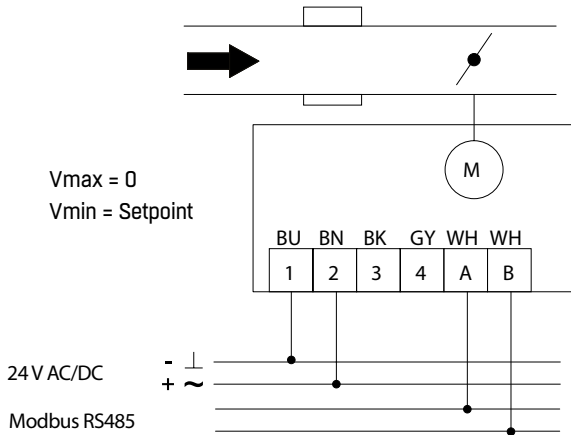 M
Vmax = 0
Vmin = Setpoint
BU BN BK GY WH WH
1 2 3 4 A B
24 V AC/DC - ⊥
+ ~
Modbus RS485